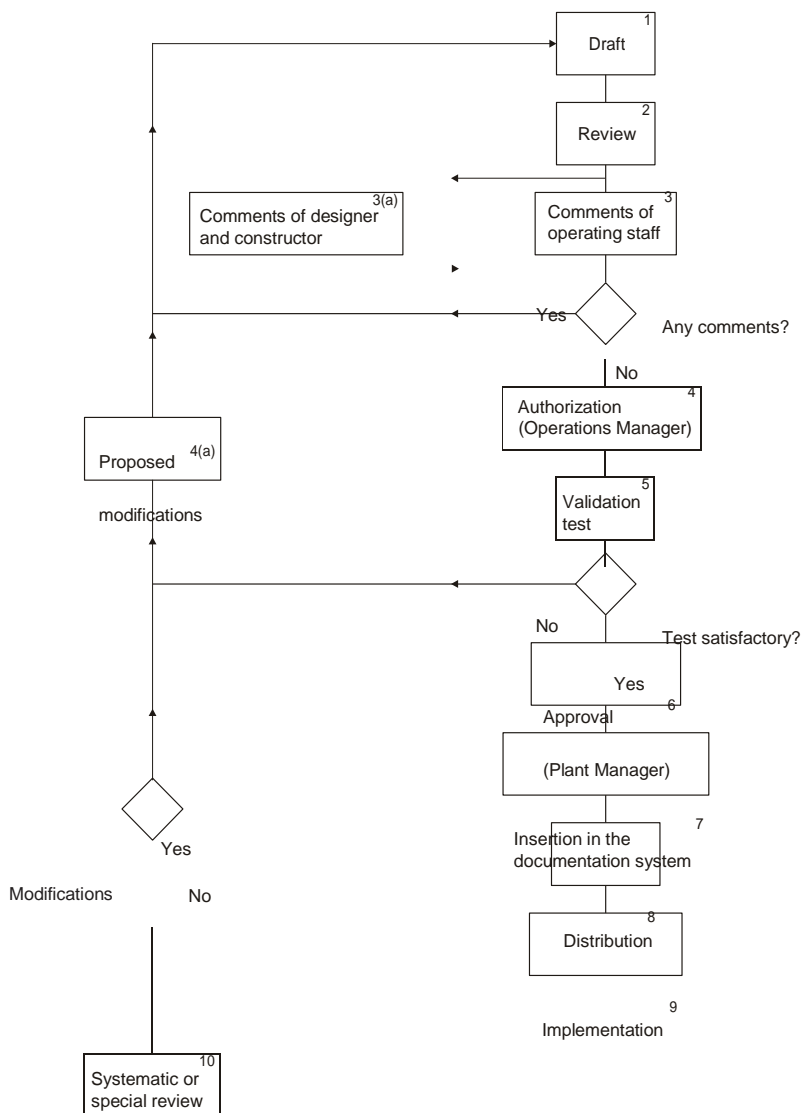 1
Draft
2
Review
3(a)
Comments of designer
and constructor
3
Comments of
operating staff
Yes
Any comments?
No
4
Authorization
(Operations Manager)
4(a)
Proposed
modifications
5
Validation
test
No
Test satisfactory?
Yes
6
Approval
(Plant Manager)
7
Insertion in the
documentation system
Yes
Modifications
No
8
Distribution
9
Implementation
10
Systematic or
special review